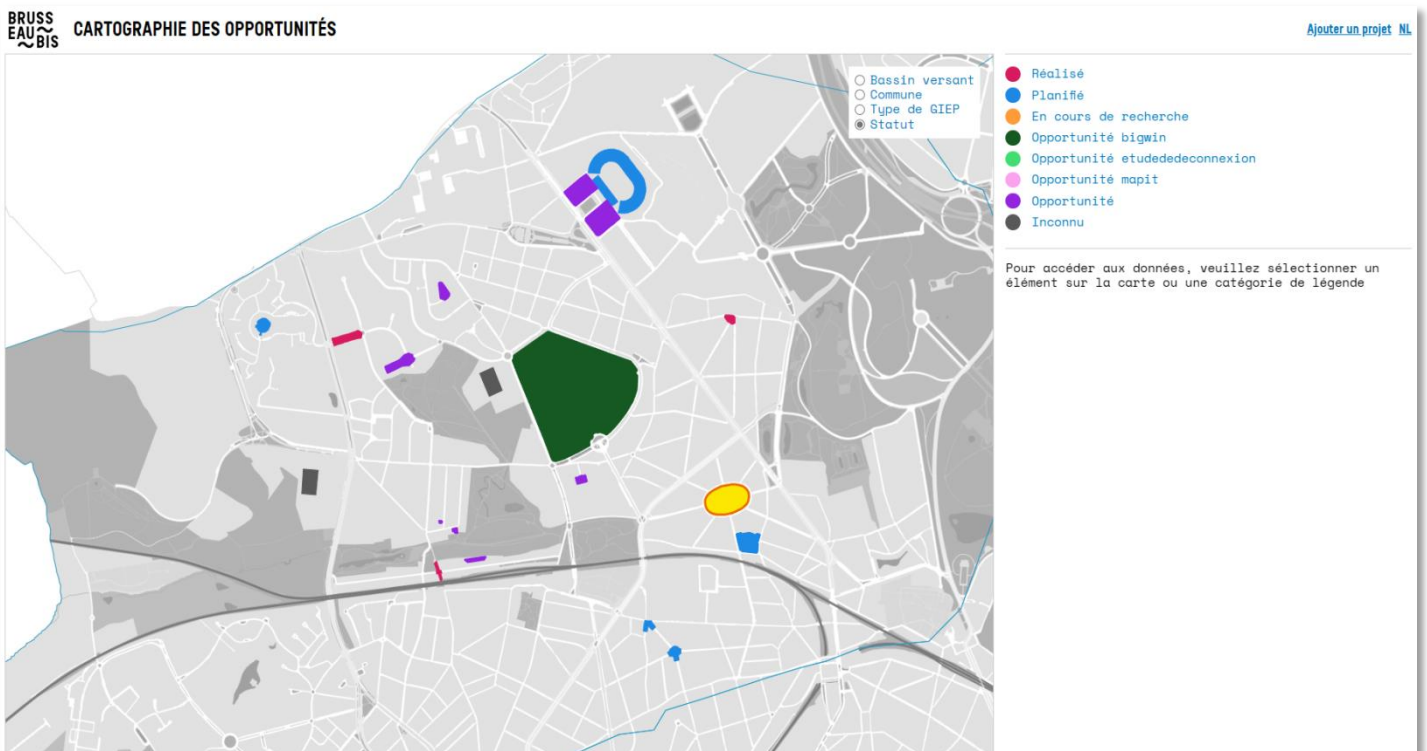 BRUSS
EAU
BIS
CARTOGRAPHIE DES OPPORTUNITÉS
Ajouter un projet NL
Bassin versant
Commune
Type de GIEP
Statut
Réalisé
Planifié
En cours de recherche
Opportunité bigwin
Opportunité etudededeconnexion
Opportunité mapit
Opportunité
Inconnu
Pour accéder aux données, veuillez sélectionner un
élément sur la carte ou une catégorie de légende